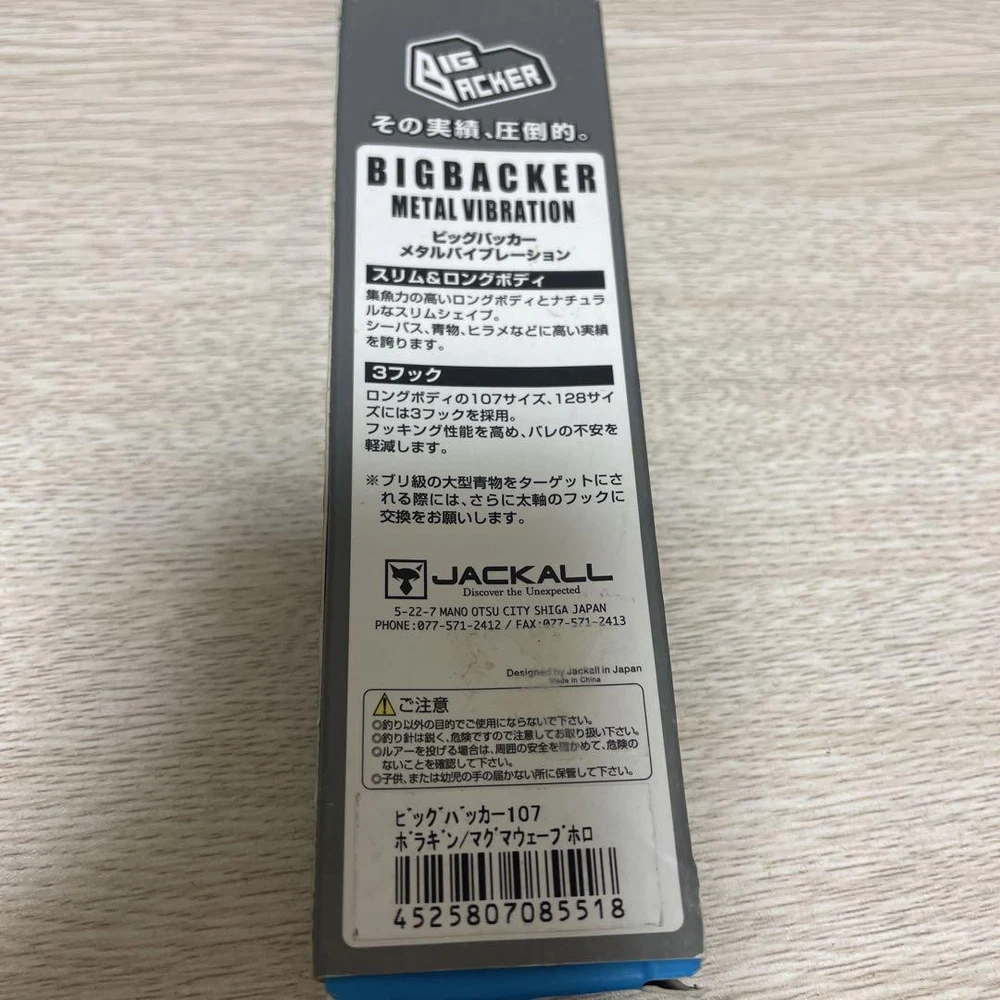 BIG
BACKER
その実績、圧倒的。
BIGBACKER
METAL VIBRATION
ビッグバッカー
メタルバイブレーション
スリム&ロングボディ
集魚力の高いロングボディとナチュラ
ルなスリムシェイプ。
シーバス、青物、ヒラメなどに高い実績
を誇ります。
3フック
ロングボディの107サイズ、128サイ
ズには3フックを採用。
フッキング性能を高め、バレの不安を
軽減します。
※ブリ級の大型青物をターゲットにさ
れる際には、さらに太軸のフックに
交換をお願いします。
JACKALL
Discover the Unexpected
5-22-7 MANO OTSU CITY SHIGA JAPAN
PHONE:077-571-2412 / FAX:077-571-2413
Designed by Jackall in Japan
Made in China
ご注意
◎釣り以外の目的でご使用にならないで下さい。
◎釣り針は鋭く、危険ですので注意してお取り扱い下さい。
◎ルアーを投げる場合は、周囲の安全を確かめて、危険の
ないことを確認して下さい。
◎子供、または幼児の手の届かない所に保管して下さい。
ビッグバッカー107
ボラギン/マグマウェーブホロ
4525807085518